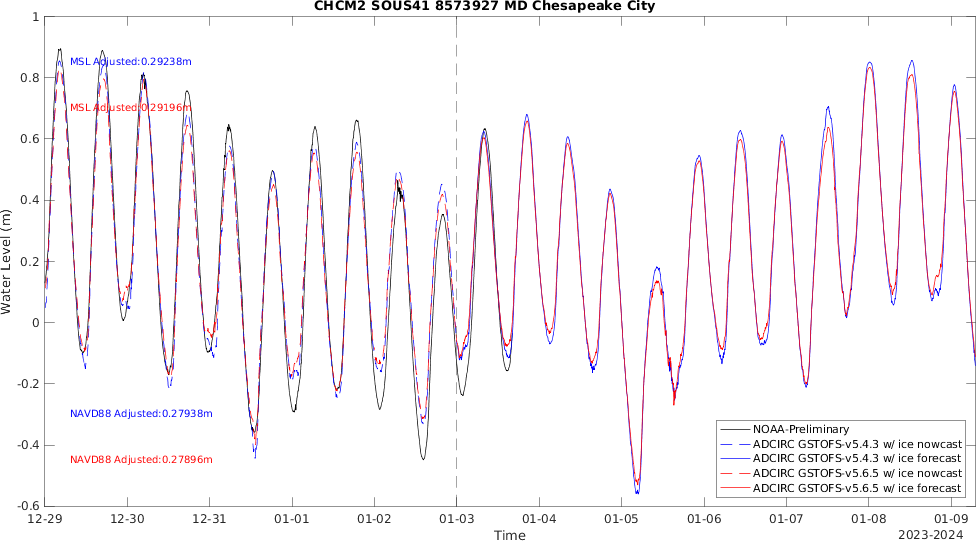 CHCM2 SOUS41 8573927 MD Chesapeake City
1
0.8
0.6
0.4
0.2
0
-0.2
-0.4
-0.6
Water Level (m)
MSL Adjusted:0.29238m
MSL Adjusted:0.29196m
NAVD88 Adjusted:0.27938m
NAVD88 Adjusted:0.27896m
NOAA-Preliminary
ADCIRC GSTOFS-v5.4.3 w/ ice nowcast
ADCIRC GSTOFS-v5.4.3 w/ ice forecast
ADCIRC GSTOFS-v5.6.5 w/ ice nowcast
ADCIRC GSTOFS-v5.6.5 w/ ice forecast
12-29 12-30 12-31 01-01 01-02 01-03 01-04 01-05 01-06 01-07 01-08 01-09
Time
2023-2024